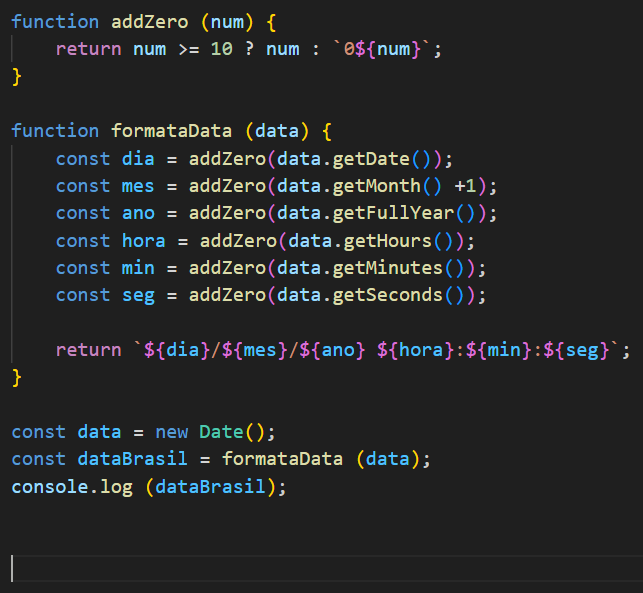 function addZero (num) {
    return num >= 10 ? num : `0${num}`;
}

function formataData (data) {
    const dia = addZero(data.getDate());
    const mes = addZero(data.getMonth() +1);
    const ano = addZero(data.getFullYear());
    const hora = addZero(data.getHours());
    const min = addZero(data.getMinutes());
    const seg = addZero(data.getSeconds());

    return `${dia}/${mes}/${ano} ${hora}:${min}:${seg}`;
}

const data = new Date();
const dataBrasil = formataData (data);
console.log (dataBrasil);